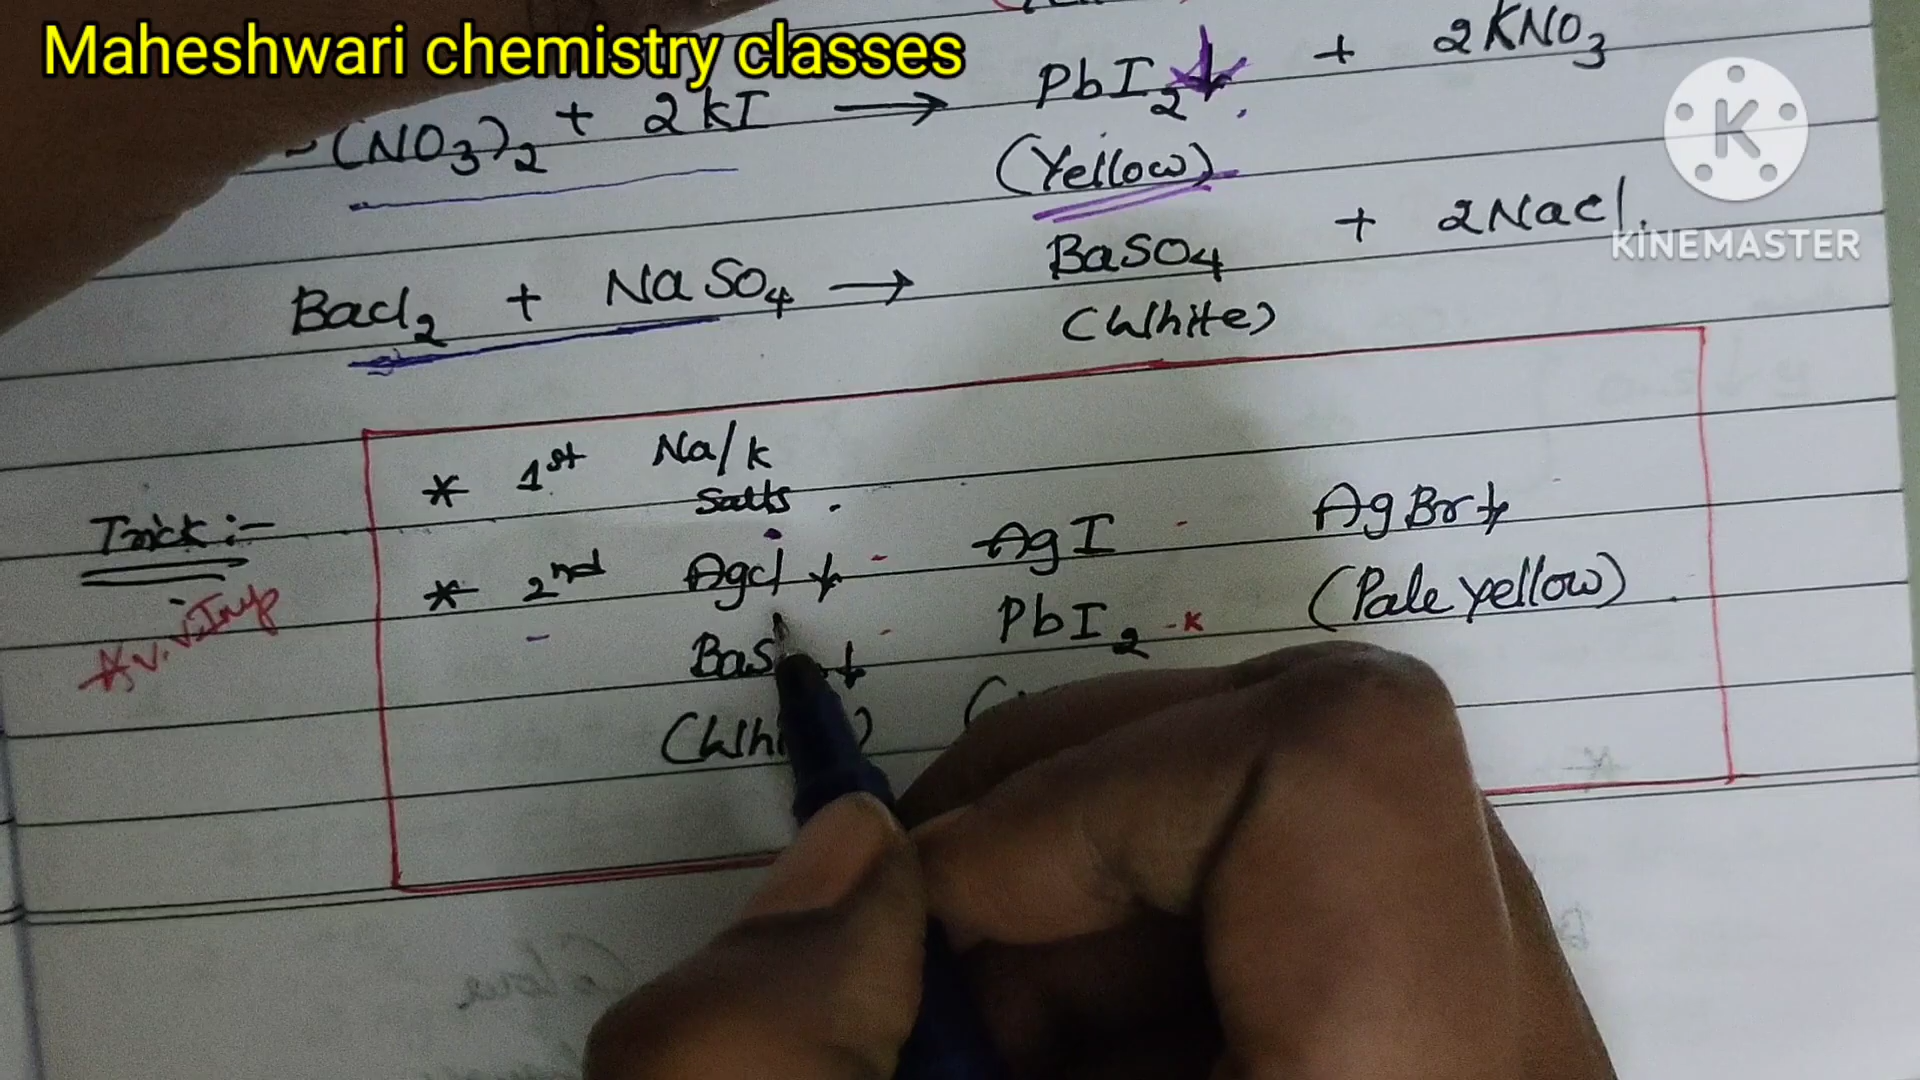 Maheshwari chemistry classes
(NO3)2 + 2kI → PbI2↓ + 2KNO3
(Yellow)
K
KINEMASTER
Bacl2 + NaSO4 → BaSO4 + 2Nacl.
(White)
Trick :-
*v.v.Imp
* 1st Na/k
Salts.
* 2nd Agcl↓ - AgI - AgBr↓
BaS ↓ - PbI2 - (Pale yellow)